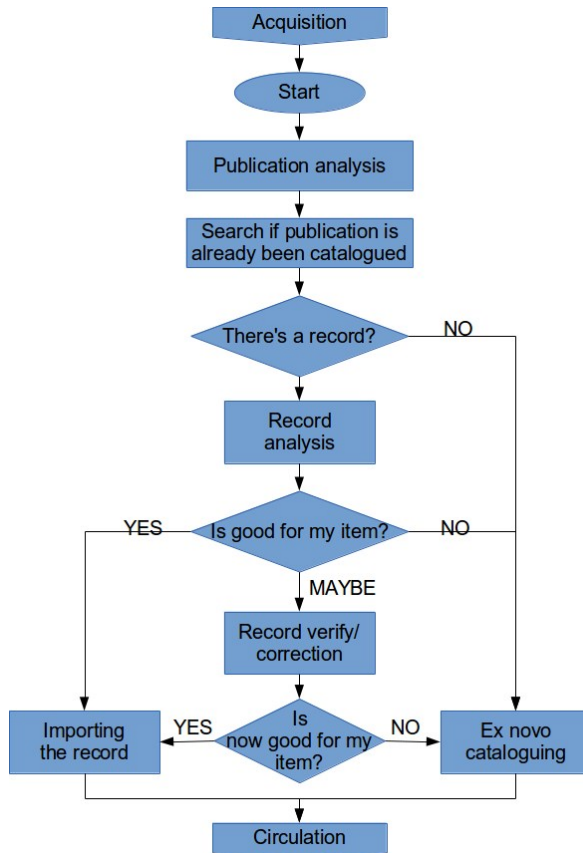 Acquisition
Start
Publication analysis
Search if publication is
already been catalogued
There's a record?
NO
Record
analysis
YES
Is good for my item?
NO
MAYBE
Record verify/
correction
Importing
the record
YES
Is
now good for my
item?
NO
Ex novo
cataloguing
Circulation